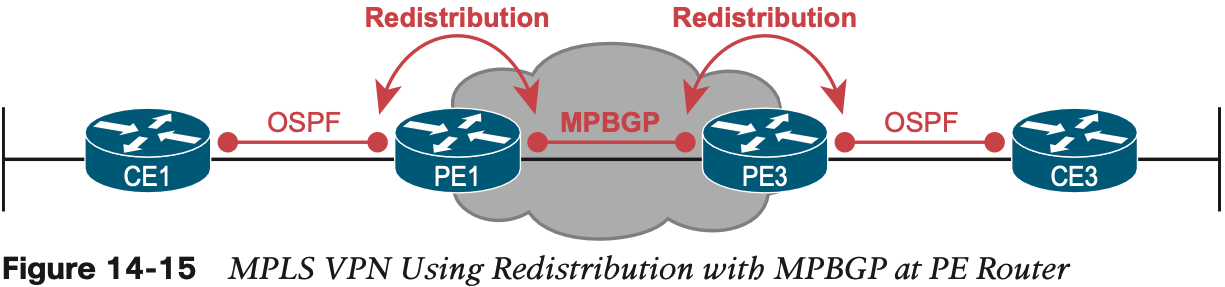 Redistribution Redistribution
OSPF MPBGP OSPF
CE1 PE1 PE3 CE3
Figure 14-15 MPLS VPN Using Redistribution with MPBGP at PE Router